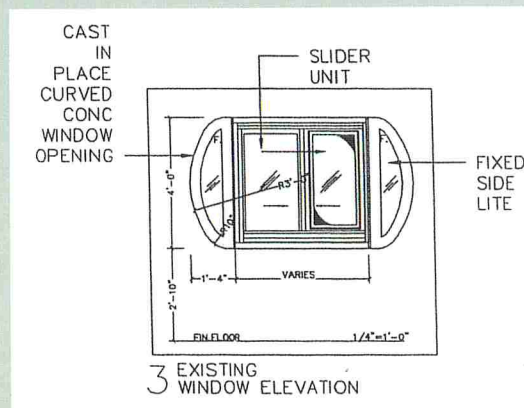 CAST
IN
PLACE
CURVED
CONC
WINDOW
OPENING
SLIDER
UNIT
F.
F.
FIXED
SIDE
LITE
4'-0"
R3'-
2'-10"
1'-4"
VARIES
FIN.FLOOR
1/4"=1'-0"
3 EXISTING
WINDOW ELEVATION